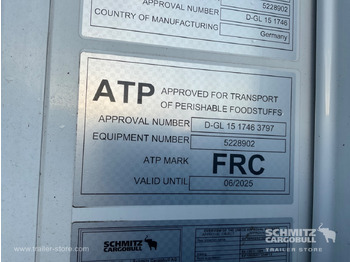 APPROVAL NUMBER D-GL 15 1746
EQUIPMENT NUMBER 5228902
COUNTRY OF MANUFACTURING Germany
ATP APPROVED FOR TRANSPORT
OF PERISHABLE FOODSTUFFS
APPROVAL NUMBER D-GL 15 1746 3797
EQUIPMENT NUMBER 5228902
ATP MARK FRC
VALID UNTIL 06/2025
SCHMITZ
CARGOBULL
www.trailer-store.com
SCHMITZ
CARGOBULL
TRAILER STORE